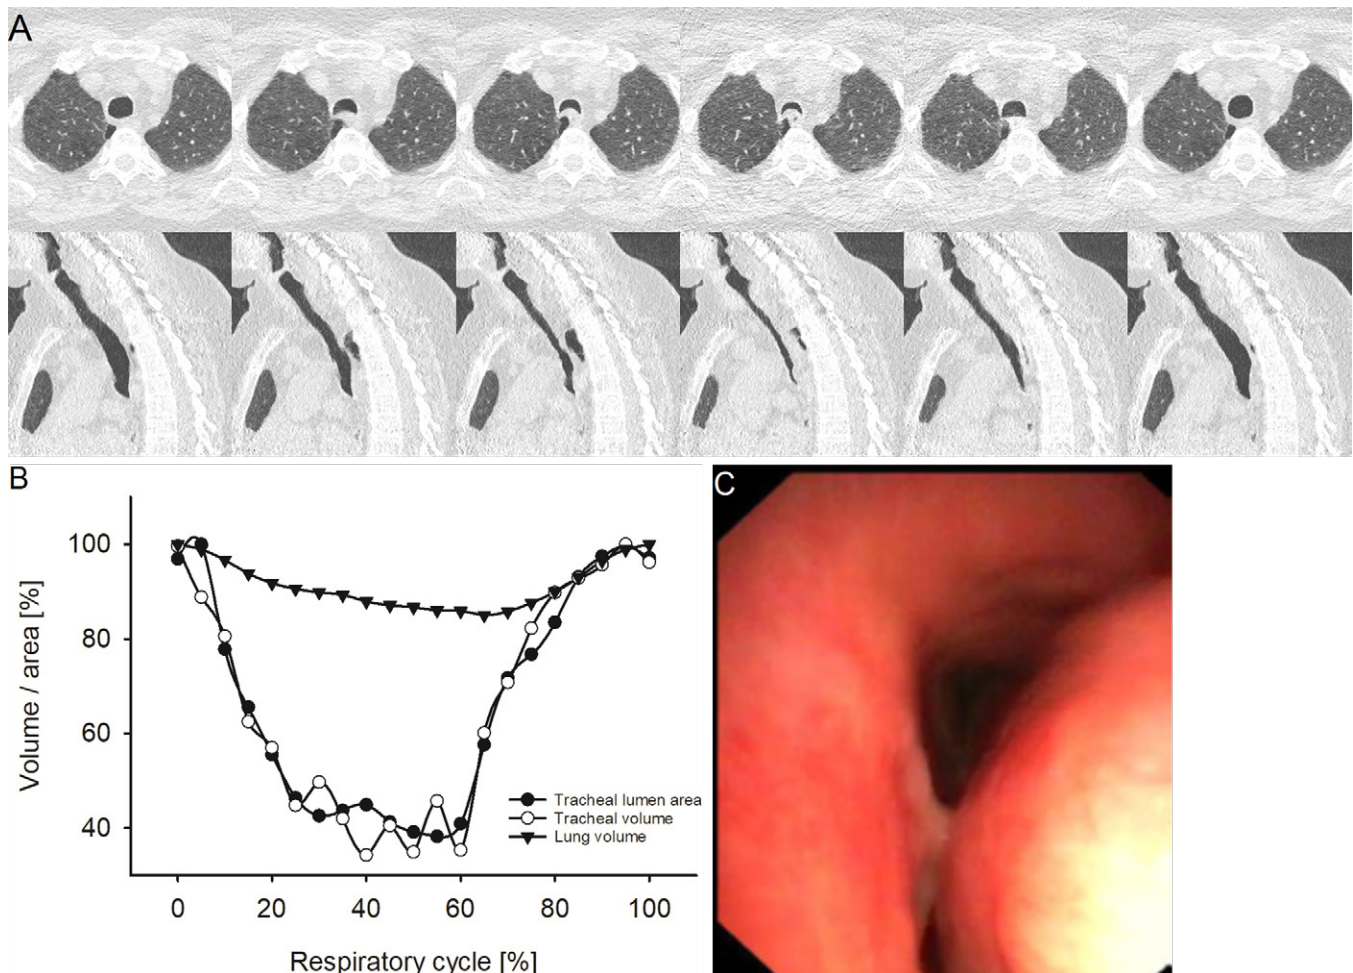 A
B
100
80
60
40
Volume / area [%]
Tracheal lumen area
Tracheal volume
Lung volume
0 20 40 60 80 100
Respiratory cycle [%]
C